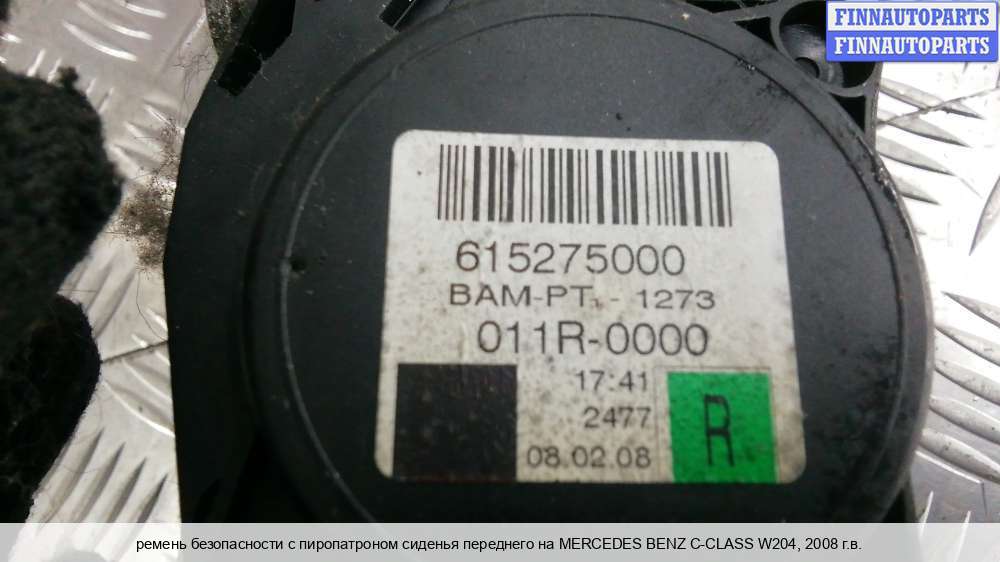 FINNAUTOPARTS
FINNAUTOPARTS
615275000
BAM-PT - 1273
011R-0000
17:41
2477
08.02.08
R
ремень безопасности с пиропатроном сиденья переднего на MERCEDES BENZ C-CLASS W204, 2008 г.в.